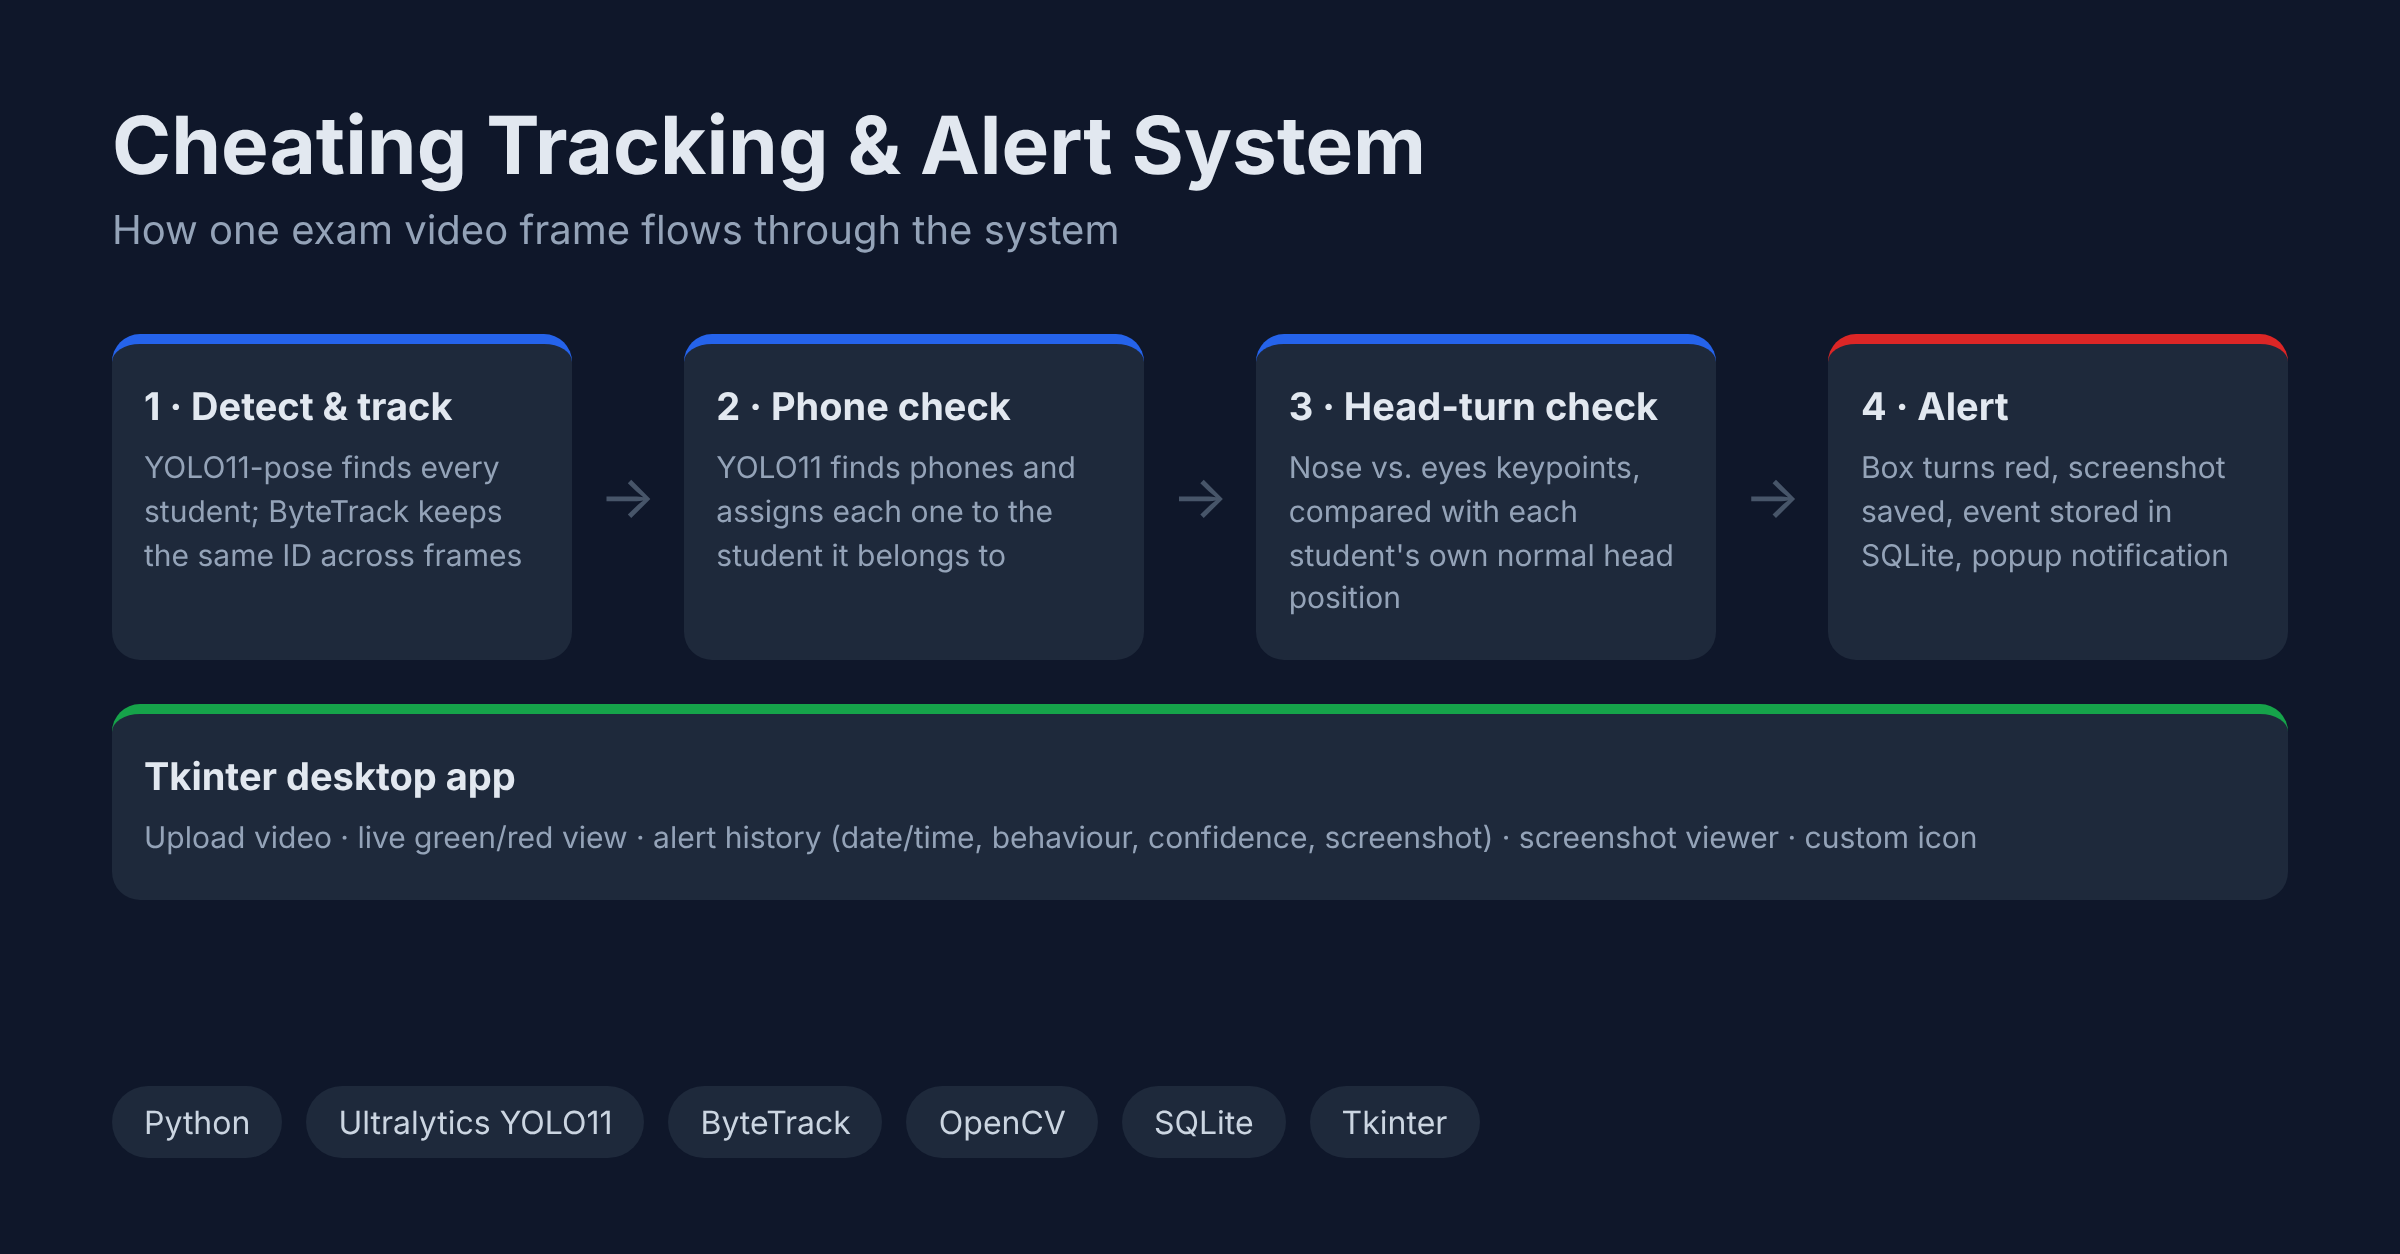 Cheating Tracking & Alert System
How one exam video frame flows through the system
1 · Detect & track
YOLO11-pose finds every
student; ByteTrack keeps
the same ID across frames
→
2 · Phone check
YOLO11 finds phones and
assigns each one to the
student it belongs to
→
3 · Head-turn check
Nose vs. eyes keypoints,
compared with each
student's own normal head
position
→
4 · Alert
Box turns red, screenshot
saved, event stored in
SQLite, popup notification
Tkinter desktop app
Upload video · live green/red view · alert history (date/time, behaviour, confidence, screenshot) · screenshot viewer · custom icon
Python
Ultralytics YOLO11
ByteTrack
OpenCV
SQLite
Tkinter